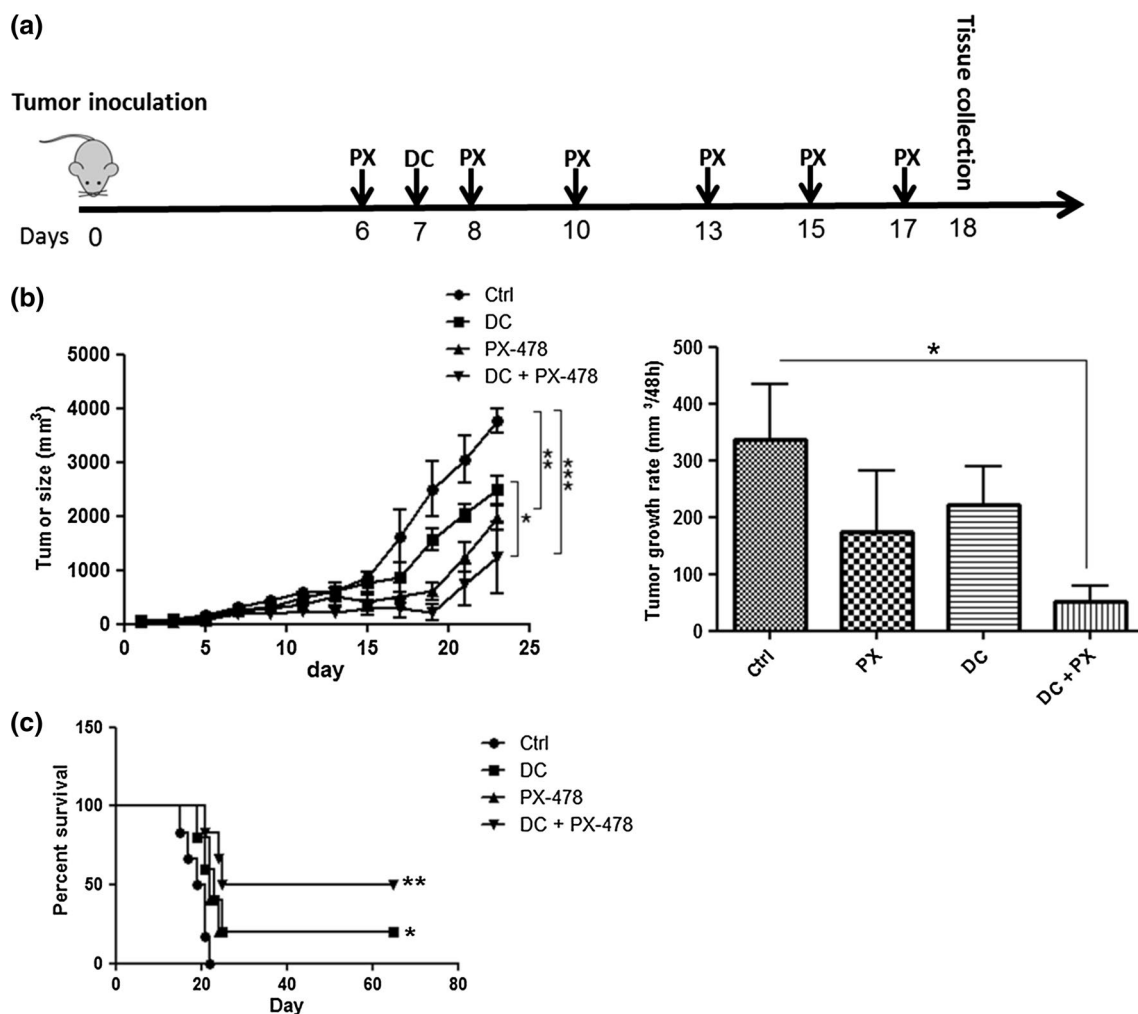 (a)
Tumor inoculation
Tissue collection
PX DC PX PX PX PX PX
Days 0 6 7 8 10 13 15 17 18
(b)
Ctrl
DC
PX-478
DC + PX-478
Tumor size (mm³)
5000
4000
3000
2000
1000
0
0 5 10 15 20 25
day
*
**
***
Tumor growth rate (mm ³/48h)
500
400
300
200
100
0
*
Ctrl PX DC DC +PX
(c)
Ctrl
DC
PX-478
DC + PX-478
Percent survival
150
100
50
0
**
*
0 20 40 60 80
Day